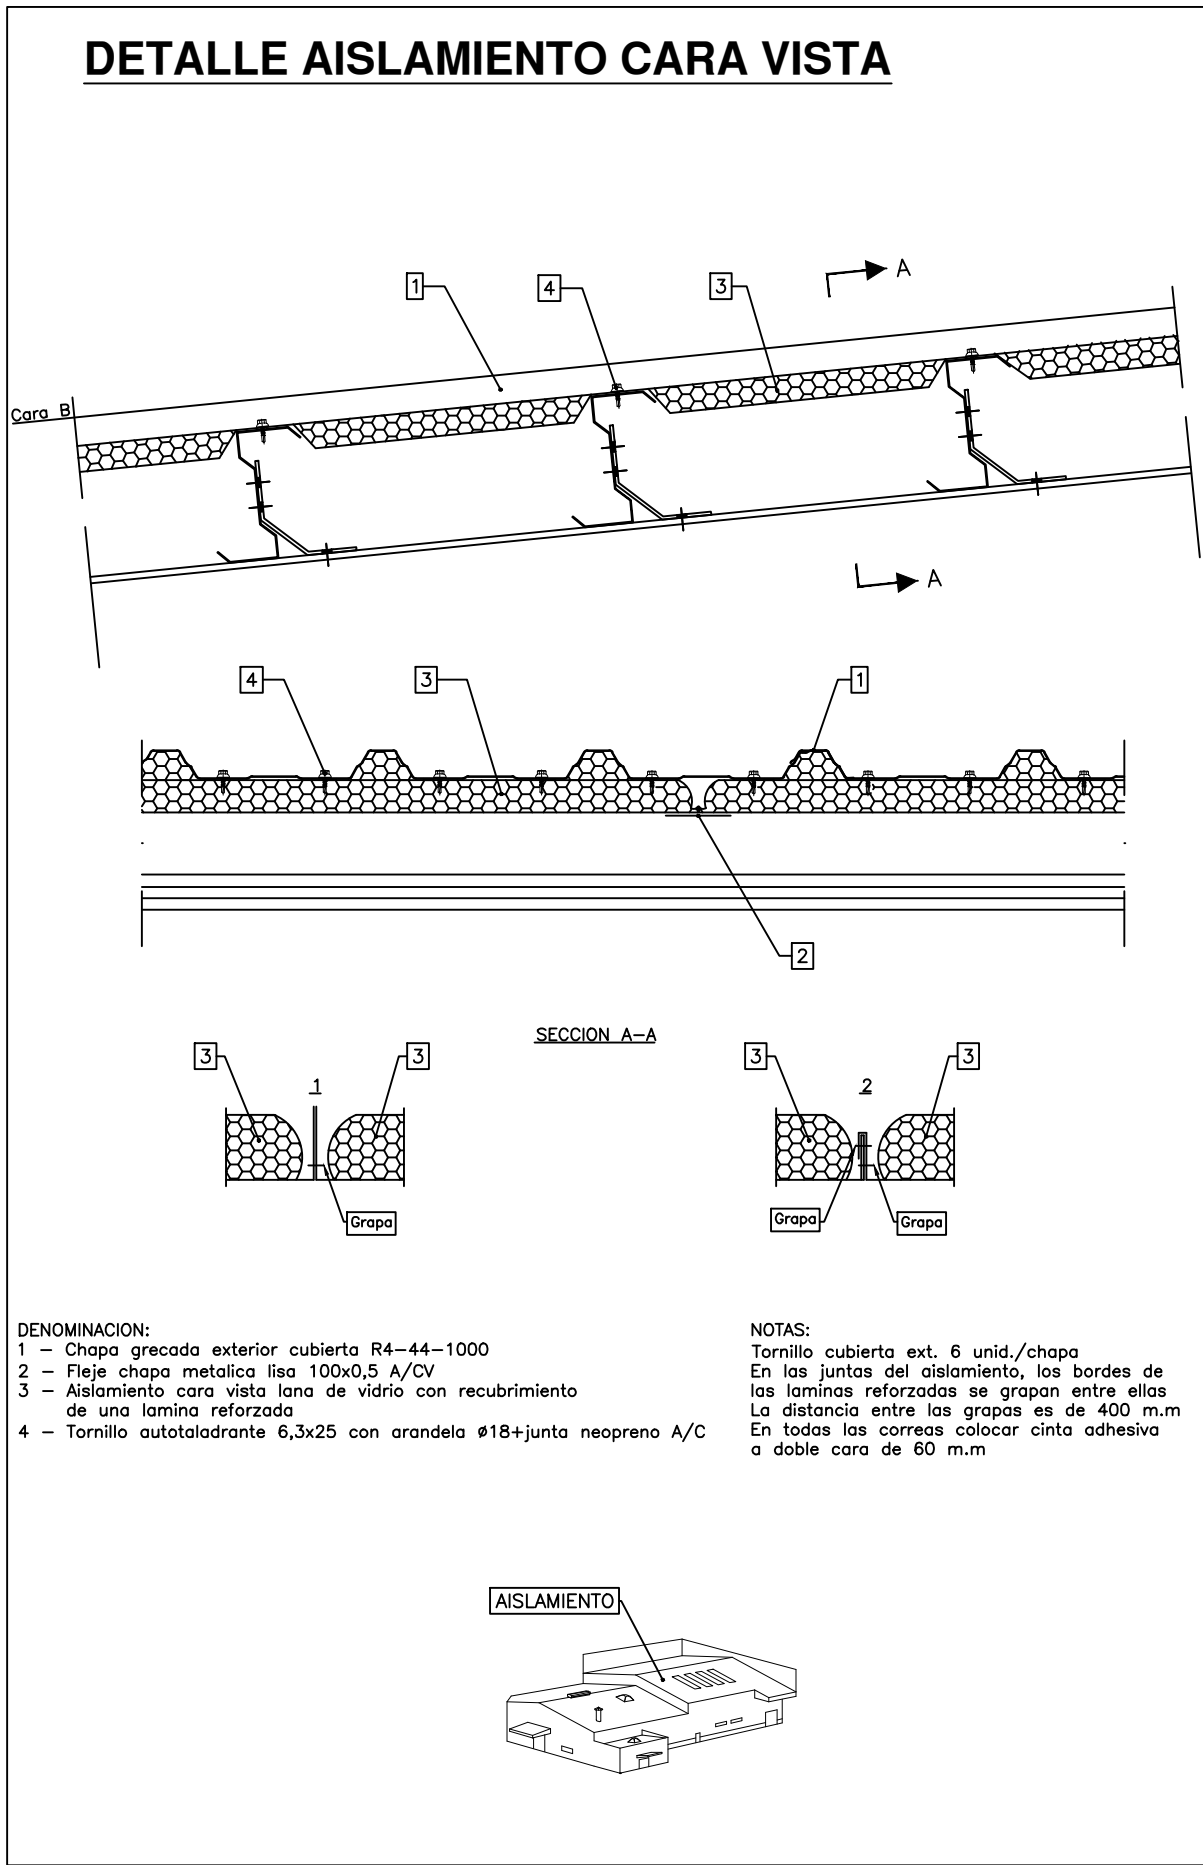 DETALLE AISLAMIENTO CARA VISTA
1
4
3
A
Cara B
A
4
3
1
2
SECCION A-A
3
3
1
3
3
2
Grapa
Grapa
Grapa
DENOMINACION:
1 - Chapa grecada exterior cubierta R4-44-1000
2 - Fleje chapa metalica lisa 100x0,5 A/CV
3 - Aislamiento cara vista lana de vidrio con recubrimiento
de una lamina reforzada
4 - Tornillo autotaladrante 6,3x25 con arandela ø18+junta neopreno A/C
NOTAS:
Tornillo cubierta ext. 6 unid./chapa
En las juntas del aislamiento, los bordes de
las laminas reforzadas se grapan entre ellas
La distancia entre las grapas es de 400 m.m
En todas las correas colocar cinta adhesiva
a doble cara de 60 m.m
AISLAMIENTO